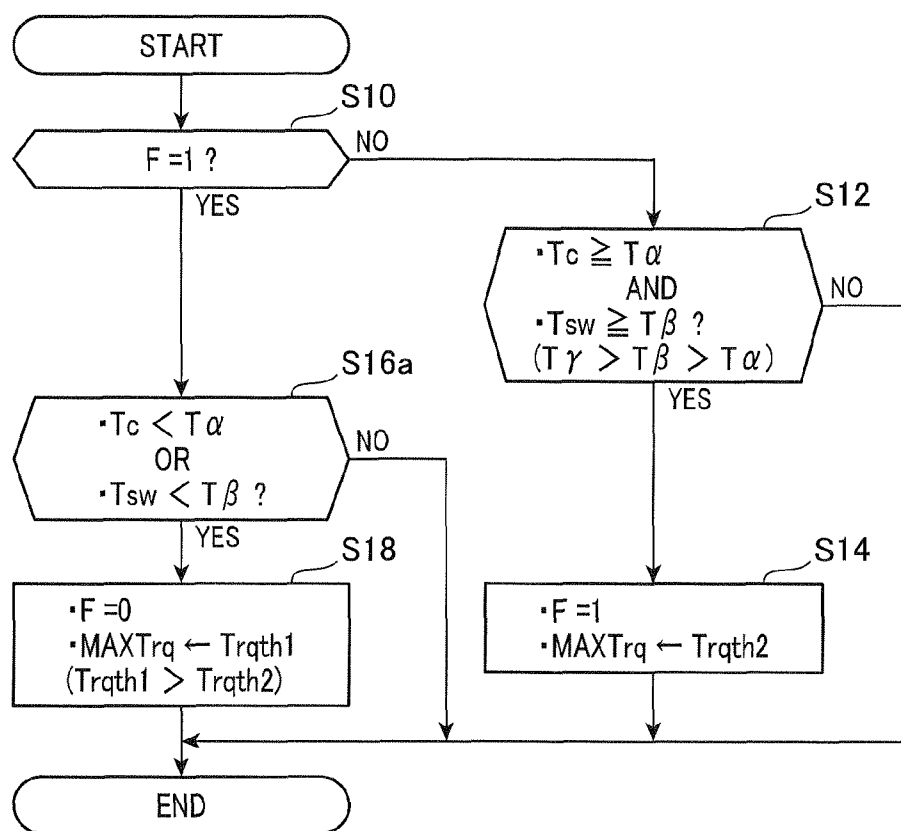 START
S10
F=1 ?
NO
YES
S12
・Tc ≧ Tα
AND
・Tsw ≧ Tβ ?
(Tγ > Tβ > Tα)
NO
YES
S16a
・Tc < Tα
OR
・Tsw < Tβ ?
NO
YES
S18
・F=0
・MAXTrq ← Trqth1
(Trqth1 > Trqth2)
S14
・F=1
・MAXTrq ← Trqth2
END